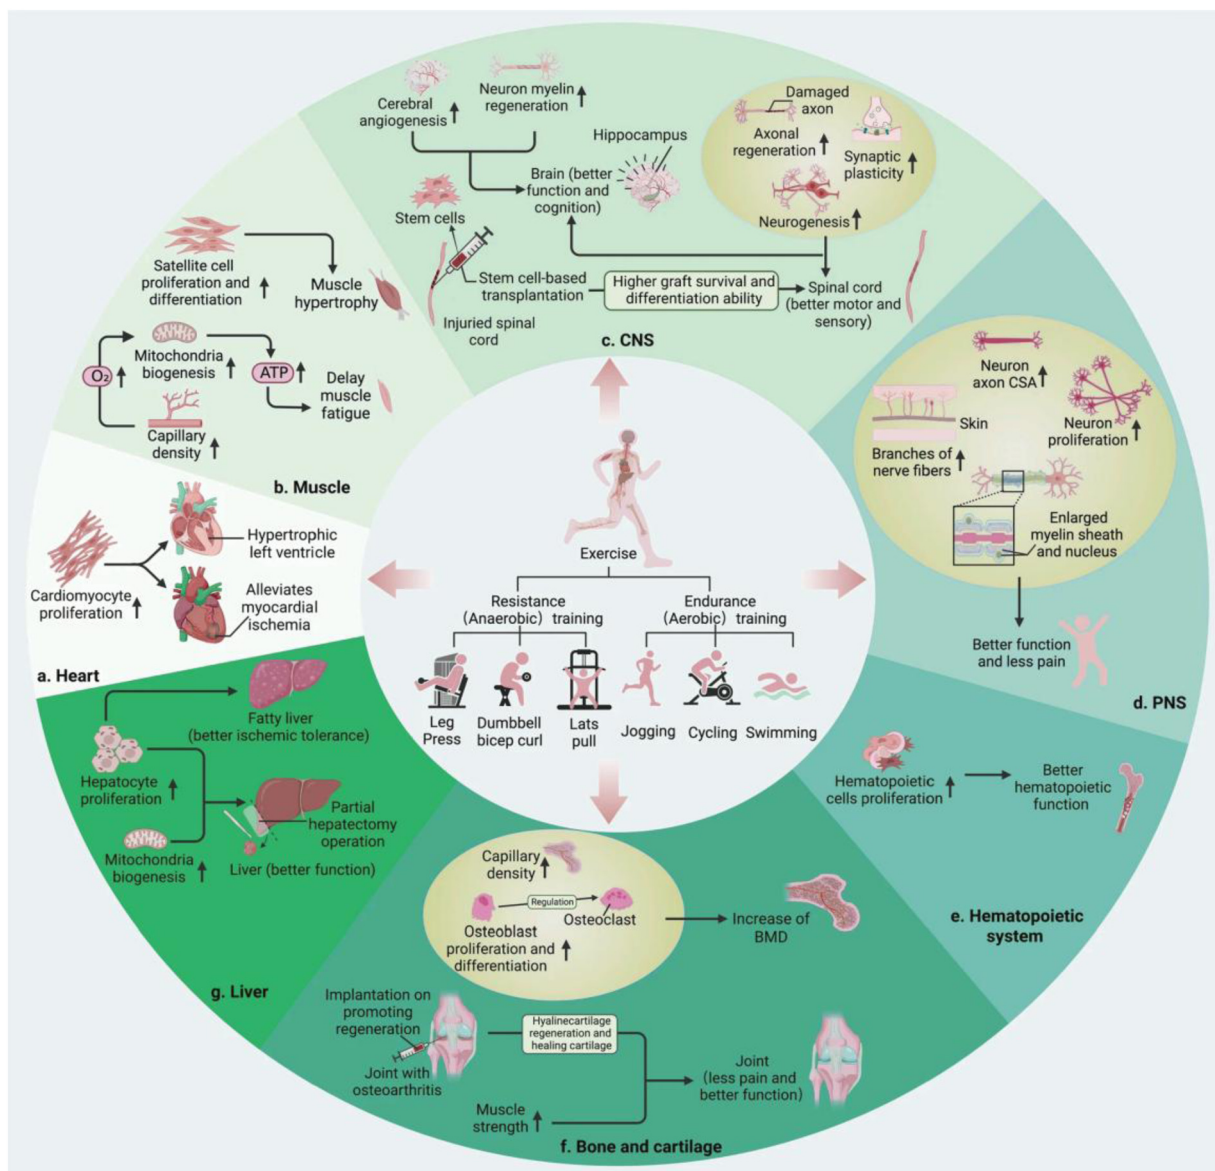 Cerebral
angiogenesis
Neuron myelin
regeneration
Damaged
axon
Axonal
regeneration
Synaptic
plasticity
Neurogenesis
Hippocampus
Brain (better
function and
cognition)
Stem cells
Stem cell-based
transplantation
Higher graft survival and
differentiation ability
Spinal cord
(better motor and
sensory)
Injuried spinal
cord
c. CNS
Satellite cell
proliferation and
differentiation
Muscle
hypertrophy
Mitochondria
biogenesis
O₂
ATP
Delay
muscle
fatigue
Capillary
density
b. Muscle
Neuron
axon CSA
Skin
Neuron
proliferation
Branches of
nerve fibers
Enlarged
myelin sheath
and nucleus
Better function
and less pain
d. PNS
Hypertrophic
left ventricle
Cardiomyocyte
proliferation
Alleviates
myocardial
ischemia
a. Heart
Exercise
Resistance
(Anaerobic) training
Endurance
(Aerobic) training
Leg
Press
Dumbbell
bicep curl
Lats
pull
Jogging
Cycling
Swimming
Fatty liver
(better ischemic tolerance)
Hepatocyte
proliferation
Partial
hepatectomy
operation
Mitochondria
biogenesis
Liver (better function)
g. Liver
Hematopoietic
cells proliferation
Better
hematopoietic
function
e. Hematopoietic
system
Capillary
density
Regulation
Osteoclast
Osteoblast
proliferation and
differentiation
Increase of
BMD
Implantation on
promoting
regeneration
Hyalinecartilage
regeneration and
healing cartilage
Joint with
osteoarthritis
Joint
(less pain and
better function)
Muscle
strength
f. Bone and cartilage